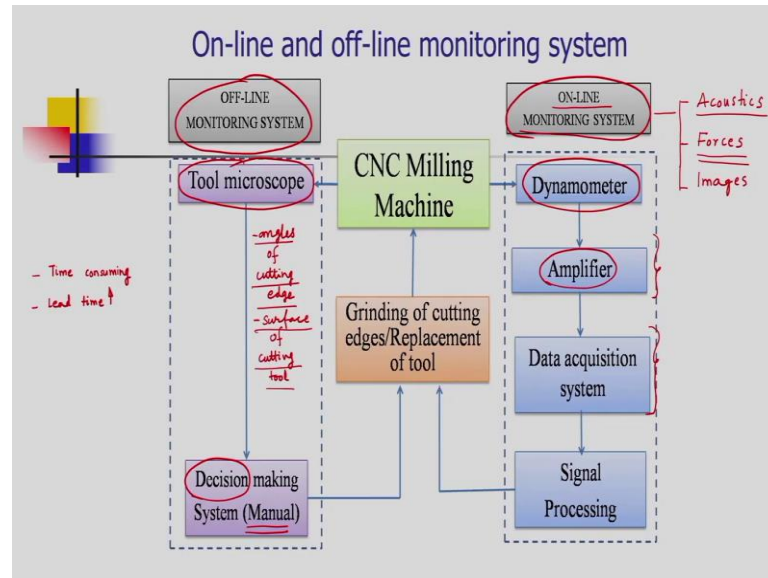 On-line and off-line monitoring system
OFF-LINE
MONITORING SYSTEM
Tool microscope
- angles
of
cutting
edge
- surface
of
cutting
tool
- Time consuming
- Lead time ↑
Decision making
System (Manual)
CNC Milling
Machine
Grinding of cutting
edges/Replacement
of tool
ON-LINE
MONITORING SYSTEM
Acoustics
Forces
Images
Dynamometer
Amplifier
Data acquisition
system
Signal
Processing